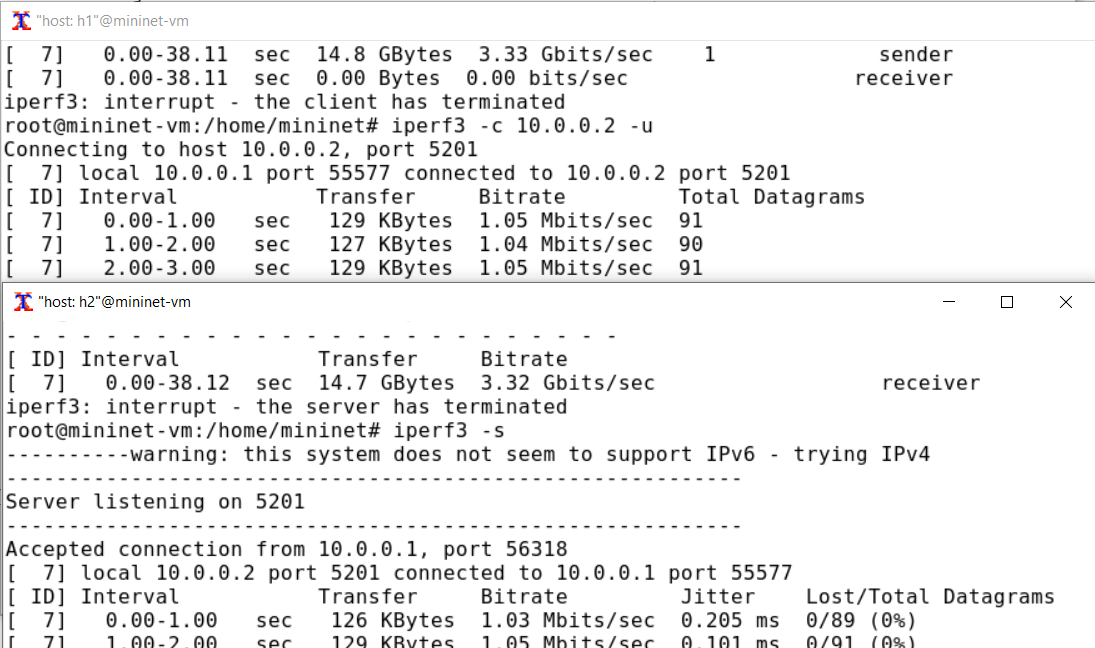 "host: h1"@mininet-vm
[  7]   0.00-38.11  sec  14.8 GBytes  3.33 Gbits/sec    1             sender
[  7]   0.00-38.11  sec  0.00 Bytes  0.00 bits/sec                  receiver
iperf3: interrupt - the client has terminated
root@mininet-vm:/home/mininet# iperf3 -c 10.0.0.2 -u
Connecting to host 10.0.0.2, port 5201
[  7] local 10.0.0.1 port 55577 connected to 10.0.0.2 port 5201
[ ID] Interval           Transfer     Bitrate         Total Datagrams
[  7]   0.00-1.00   sec   129 KBytes  1.05 Mbits/sec  91
[  7]   1.00-2.00   sec   127 KBytes  1.04 Mbits/sec  90
[  7]   2.00-3.00   sec   129 KBytes  1.05 Mbits/sec  91
"host: h2"@mininet-vm
- - - - - - - - - - - - - - - - - - - - - - - - -
[ ID] Interval           Transfer     Bitrate
[  7]   0.00-38.12  sec  14.7 GBytes  3.32 Gbits/sec                  receiver
iperf3: interrupt - the server has terminated
root@mininet-vm:/home/mininet# iperf3 -s
----------warning: this system does not seem to support IPv6 - trying IPv4
-----------------------------------------------------------
Server listening on 5201
-----------------------------------------------------------
Accepted connection from 10.0.0.1, port 56318
[  7] local 10.0.0.2 port 5201 connected to 10.0.0.1 port 55577
[ ID] Interval           Transfer     Bitrate         Jitter    Lost/Total Datagrams
[  7]   0.00-1.00   sec   126 KBytes  1.03 Mbits/sec  0.205 ms  0/89 (0%)
[  7]   1.00-2.00   sec   129 KBytes  1.05 Mbits/sec  0.101 ms  0/91 (0%)